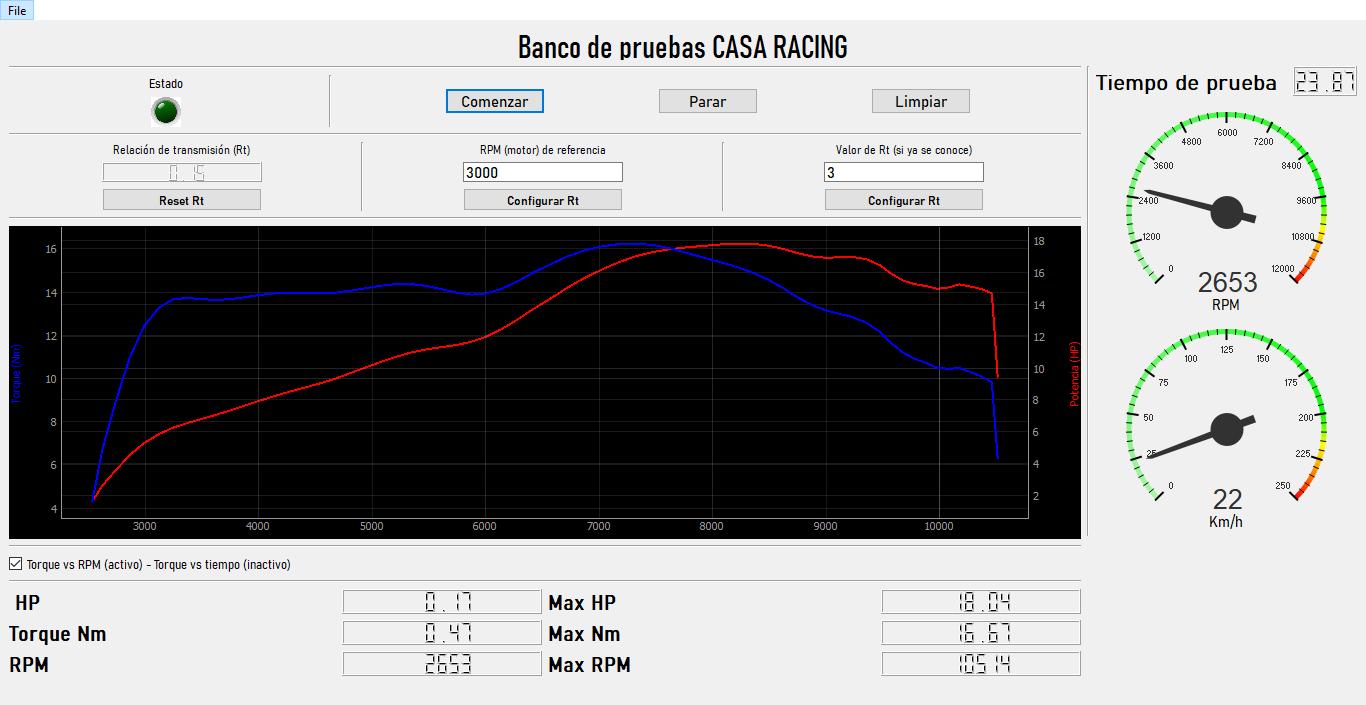 File
Banco de pruebas CASA RACING
Estado
Comenzar
Parar
Limpiar
Tiempo de prueba 23.87
Relación de transmisión (Rt)
RPM (motor) de referencia
Valor de Rt (si ya se conoce)
0.15
3000
3
Reset Rt
Configurar Rt
Configurar Rt
Torque (Nm)
16
14
12
10
8
6
4
18
16
14
12
10
8
6
4
2
Potencia (HP)
3000 4000 5000 6000 7000 8000 9000 10000
0
1200
2400
3600
4800
6000
7200
8400
9600
10800
12000
2653
RPM
0
25
50
75
100
125
150
175
200
225
250
22
Km/h
Torque vs RPM (activo) - Torque vs tiempo (inactivo)
HP 0.17 Max HP 18.04
Torque Nm 0.47 Max Nm 16.67
RPM 2653 Max RPM 10514